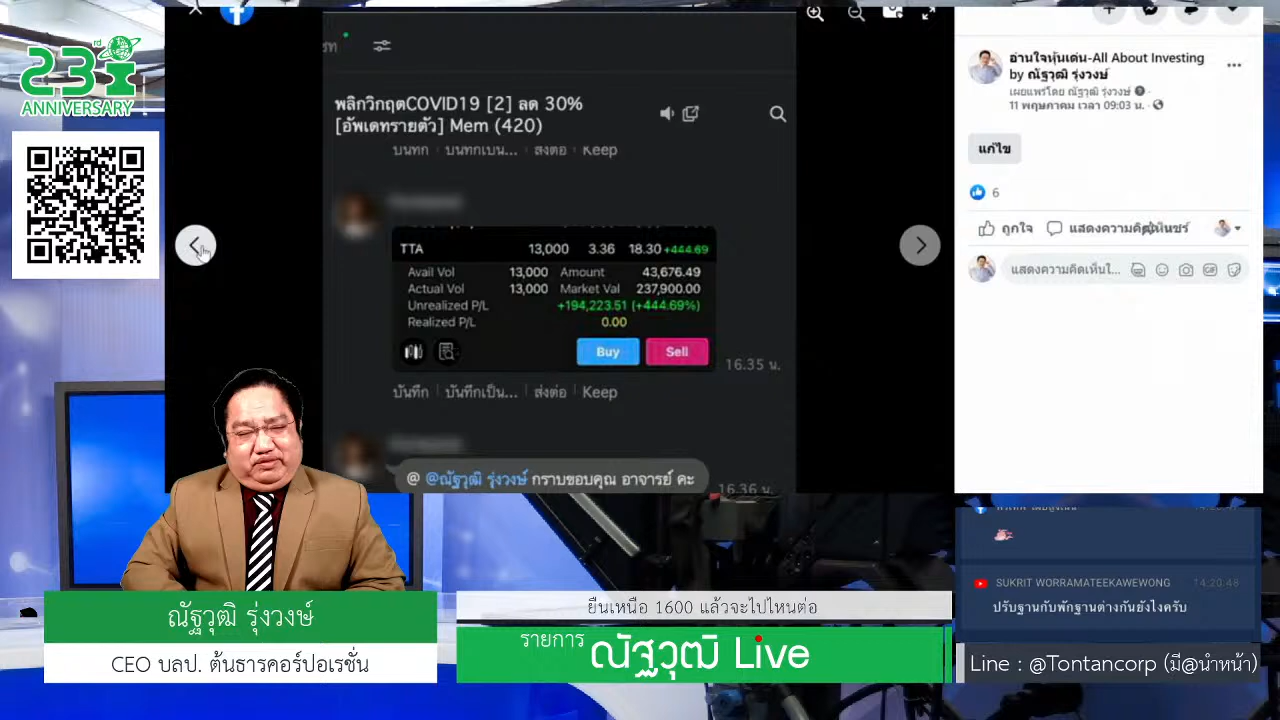 23rd
ANNIVERSARY
พลิกวิกฤตCOVID19 [2] ลด 30%
[อัพเดทรายตัว] Mem (420)
บันทึก บันทึกเป็น... ส่งต่อ Keep
TTA 13,000 3.36 18.30 +444.69
Avail Vol 13,000 Amount 43,676.49
Actual Vol 13,000 Market Val 237,900.00
Unrealized P/L +194,223.51 (+444.69%)
Realized P/L 0.00
Buy Sell
16.35 น.
บันทึก บันทึกเป็น... ส่งต่อ Keep
@ @ณัฐวุฒิ รุ่งวงษ์ กราบขอบคุณ อาจารย์ คะ
16.36 น.
อ่านใจหุ้นเด่น-All About Investing
by ณัฐวุฒิ รุ่งวงษ์
เผยแพร่โดย ณัฐวุฒิ รุ่งวงษ์
11 พฤษภาคม เวลา 09:03 น.
แก้ไข
6
ถูกใจ
แสดงความคิดเห็นใ...
SUKRIT WORRAMATEEKAWEWONG 14:20:48
ปรับฐานกับพักฐานต่างกันยังไงครับ
ณัฐวุฒิ รุ่งวงษ์
CEO บลป. ต้นธารคอร์ปอเรชั่น
ยืนเหนือ 1600 แล้วจะไปไหนต่อ
รายการ ณัฐวุฒิ Live
Line : @Tontancorp (มี@นำหน้า)